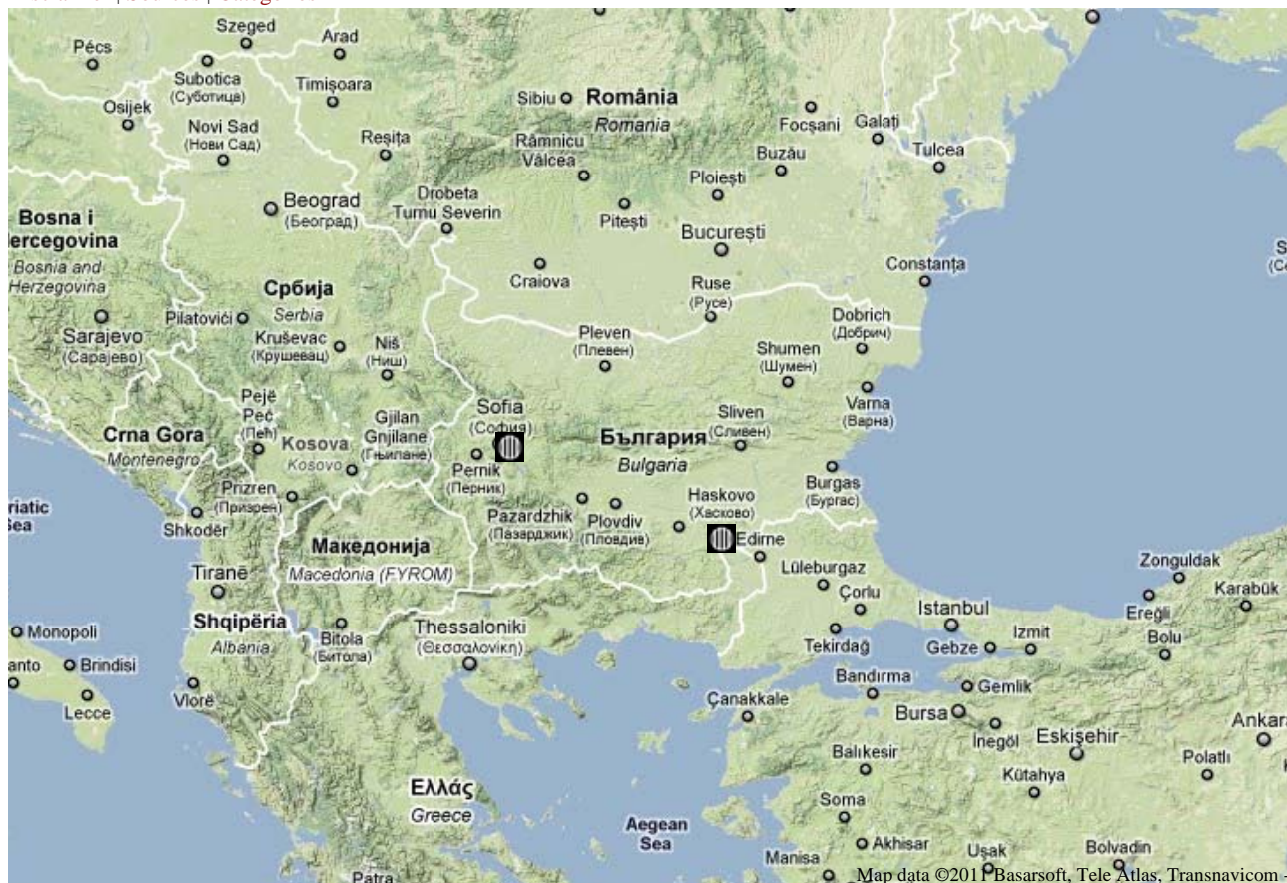 Pécs
Szeged
Arad
Subotica
(Суботица)
Timişoara
Osijek
Novi Sad
(Нови Сад)
Reşiţa
Sibiu
România
Romania
Râmnicu
Vâlcea
Focşani
Galaţi
Buzău
Tulcea
Ploieşti
Beograd
(Београд)
Drobeta
Turnu Severin
Piteşti
Bosna i
Hercegovina
Bosnia and
Herzegovina
Bucureşti
Craiova
Constanţa
Србија
Serbia
Ruse
(Русе)
Pilatovići
Sarajevo
(Сарајево)
Kruševac
(Крушевац)
Niš
(Ниш)
Pleven
(Плевен)
Dobrich
(Добрич)
Shumen
(Шумен)
Pejë
Peć
(Пећ)
Gjilan
Gnjilane
(Гњилане)
Sofia
(София)
Sliven
(Сливен)
Varna
(Варна)
Crna Gora
Montenegro
Kosova
Kosovo
България
Bulgaria
Pernik
(Перник)
Burgas
(Бургас)
Prizren
(Призрен)
Haskovo
(Хасково)
riatic
Sea
Shkodër
Pazardzhik
(Пазарджик)
Plovdiv
(Пловдив)
Edirne
Македонија
Macedonia (FYROM)
Zonguldak
Tiranë
Lüleburgaz
Karabük
Çorlu
Ereğli
Shqipëria
Albania
Bitola
(Битола)
Thessaloniki
(Θεσσαλονίκη)
Istanbul
Izmit
Bolu
Monopoli
Tekirdağ
Gebze
anto
Brindisi
Bandırma
Gemlik
Lecce
Vlorë
Çanakkale
Bursa
İnegöl
Eskişehir
Ankara
Balıkesir
Polatlı
Ελλάς
Greece
Kütahya
Soma
Aegean
Sea
Akhisar
Uşak
Bolvadin
Manisa
Patra
Map data ©2011 Basarsoft, Tele Atlas, Transnavicom